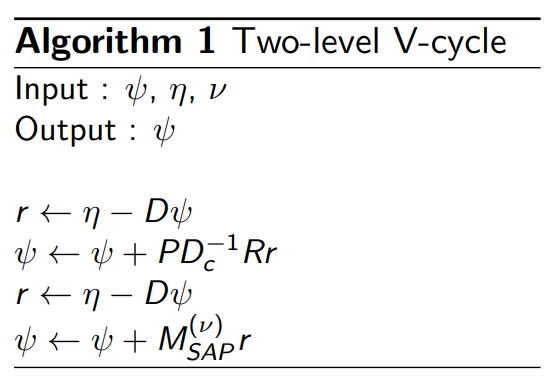 Algorithm 1 Two-level V-cycle
Input : ψ, η, ν
Output : ψ
r ← η − Dψ
ψ ← ψ + PD_c^{−1}Rr
r ← η − Dψ
ψ ← ψ + M_{SAP}^{(ν)}r